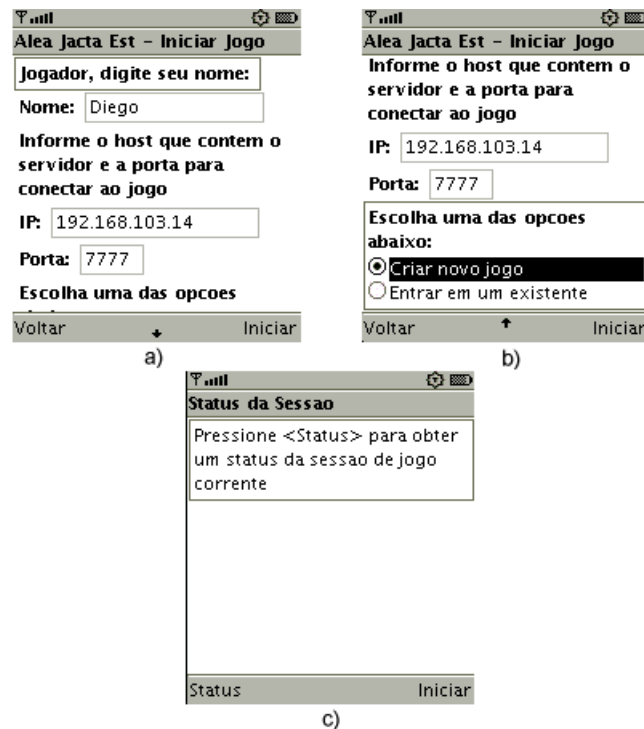 Alea Jacta Est - Iniciar Jogo
Jogador, digite seu nome:
Nome: Diego
Informe o host que contem o
servidor e a porta para
conectar ao jogo
IP: 192.168.103.14
Porta: 7777
Escolha uma das opcoes
Voltar Iniciar
a)
Alea Jacta Est - Iniciar Jogo
Informe o host que contem o
servidor e a porta para
conectar ao jogo
IP: 192.168.103.14
Porta: 7777
Escolha uma das opcoes
abaixo:
Criar novo jogo
Entrar em um existente
Voltar Iniciar
b)
Status da Sessao
Pressione <Status> para obter
um status da sessao de jogo
corrente
Status Iniciar
c)